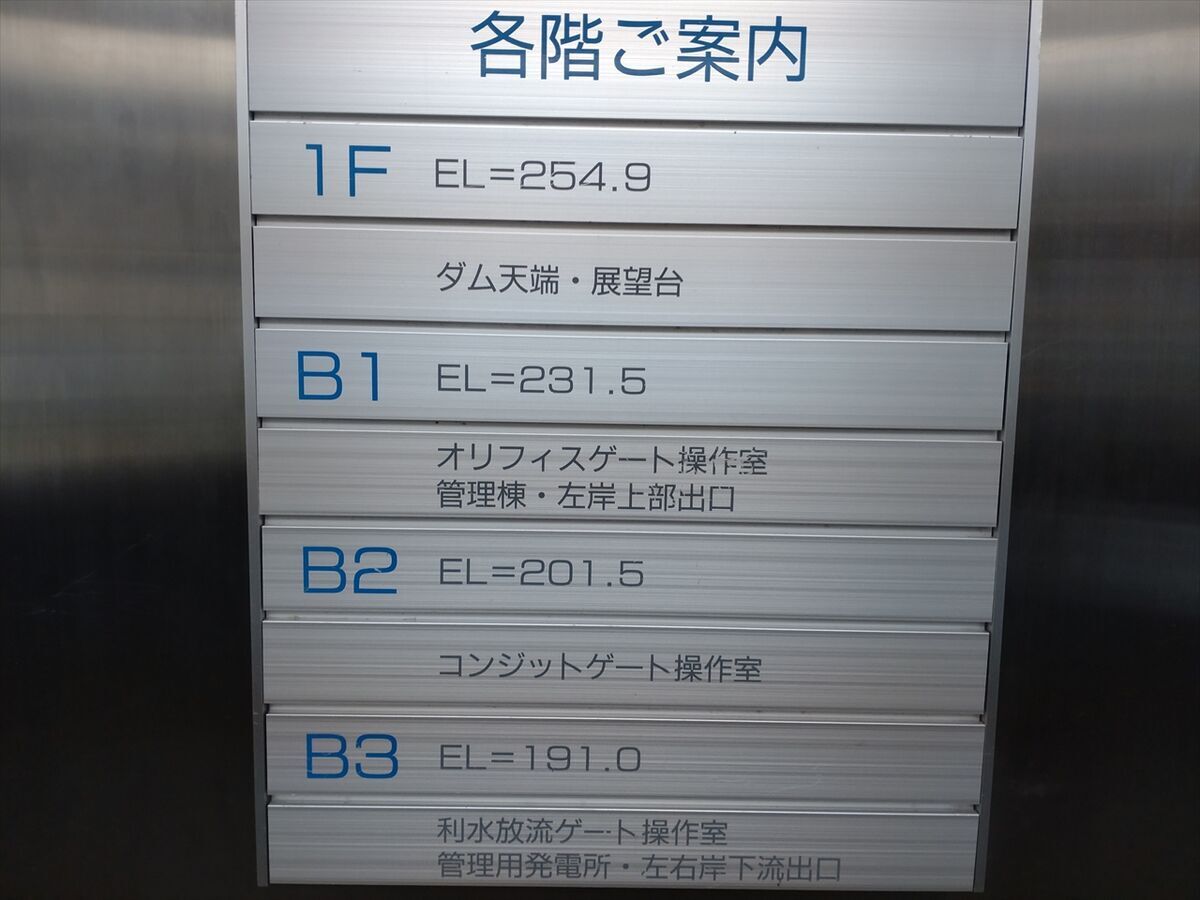 各階ご案内
1F EL=254.9
ダム天端・展望台
B1 EL=231.5
オリフィスゲート操作室
管理棟・左岸上部出口
B2 EL=201.5
コンジットゲート操作室
B3 EL=191.0
利水放流ゲート操作室
管理用発電所・左右岸下流出口